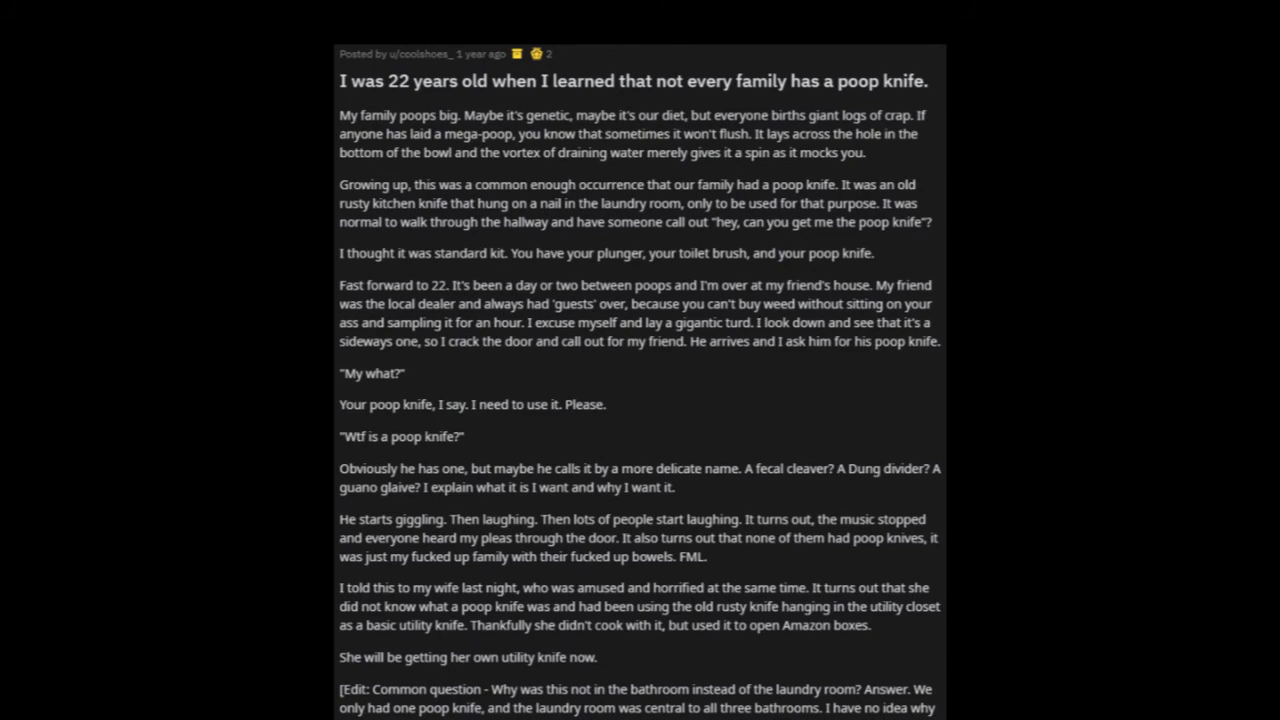 Posted by u/coolshoes_ 1 year ago 2
I was 22 years old when I learned that not every family has a poop knife.
My family poops big. Maybe it's genetic, maybe it's our diet, but everyone births giant logs of crap. If
anyone has laid a mega-poop, you know that sometimes it won't flush. It lays across the hole in the
bottom of the bowl and the vortex of draining water merely gives it a spin as it mocks you.
Growing up, this was a common enough occurrence that our family had a poop knife. It was an old
rusty kitchen knife that hung on a nail in the laundry room, only to be used for that purpose. It was
normal to walk through the hallway and have someone call out "hey, can you get me the poop knife"?
I thought it was standard kit. You have your plunger, your toilet brush, and your poop knife.
Fast forward to 22. It's been a day or two between poops and I'm over at my friend's house. My friend
was the local dealer and always had 'guests' over, because you can't buy weed without sitting on your
ass and sampling it for an hour. I excuse myself and lay a gigantic turd. I look down and see that it's a
sideways one, so I crack the door and call out for my friend. He arrives and I ask him for his poop knife.
"My what?"
Your poop knife, I say. I need to use it. Please.
"Wtf is a poop knife?"
Obviously he has one, but maybe he calls it by a more delicate name. A fecal cleaver? A Dung divider? A
guano glaive? I explain what it is I want and why I want it.
He starts giggling. Then laughing. Then lots of people start laughing. It turns out, the music stopped
and everyone heard my pleas through the door. It also turns out that none of them had poop knives, it
was just my fucked up family with their fucked up bowels. FML.
I told this to my wife last night, who was amused and horrified at the same time. It turns out that she
did not know what a poop knife was and had been using the old rusty knife hanging in the utility closet
as a basic utility knife. Thankfully she didn't cook with it, but used it to open Amazon boxes.
She will be getting her own utility knife now.
[Edit: Common question - Why was this not in the bathroom instead of the laundry room? Answer. We
only had one poop knife, and the laundry room was central to all three bathrooms. I have no idea why